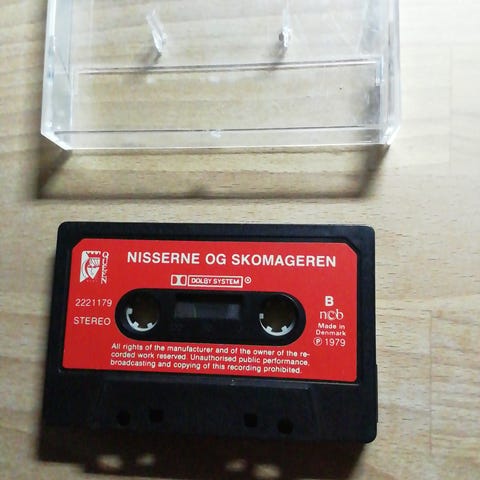 QUEEN
NISSERNE OG SKOMAGEREN
DOLBY SYSTEM
2221179
STEREO
B
ncb
Made in
Denmark
Ⓟ 1979
All rights of the manufacturer and of the owner of the re-
corded work reserved. Unauthorised public performance,
broadcasting and copying of this recording prohibited.